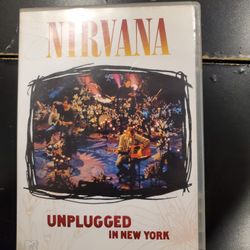 NIRVANA
UNPLUGGED
IN NEW YORK